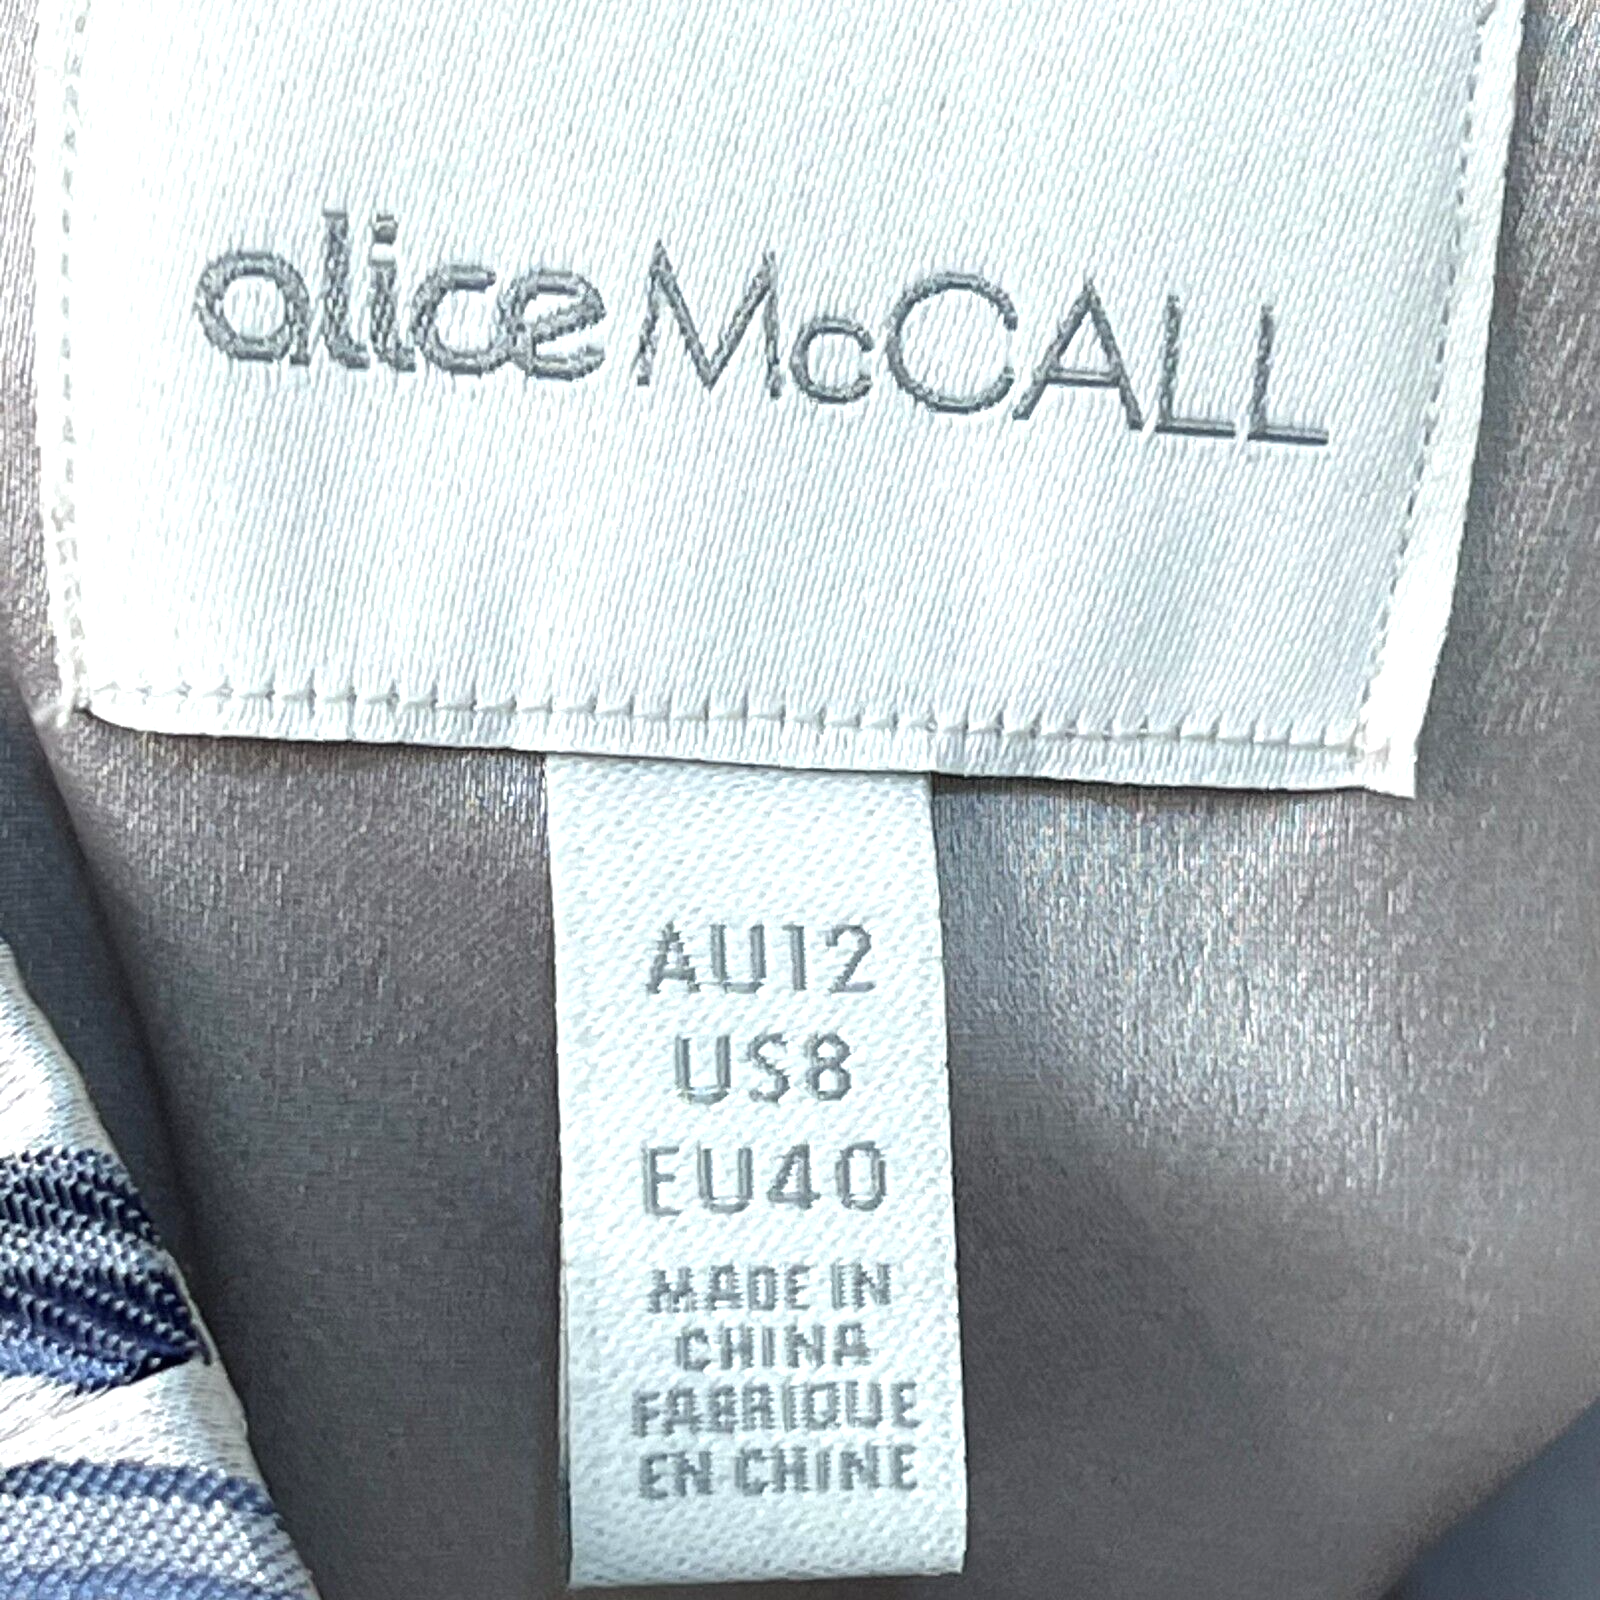 alice McCALL
AU12
US8
EU40
MADE IN
CHINA
FABRIQUE
EN CHINE